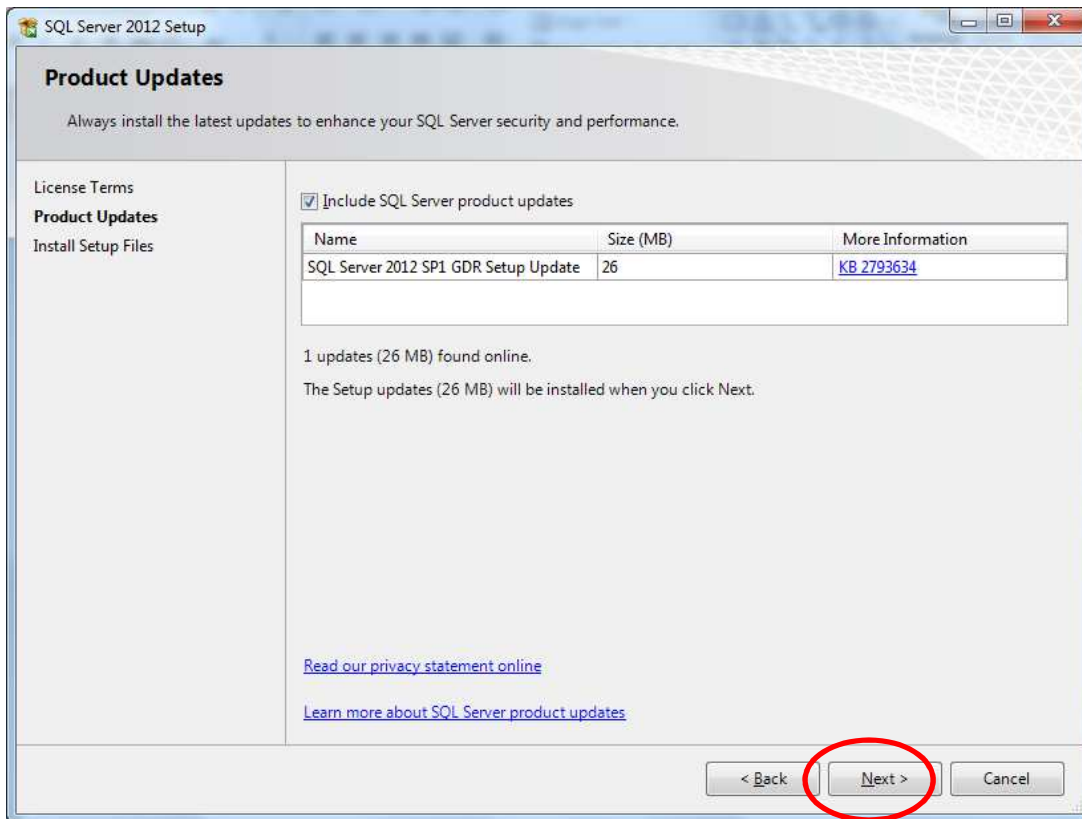 SQL Server 2012 Setup
Product Updates
Always install the latest updates to enhance your SQL Server security and performance.
License Terms
Product Updates
Install Setup Files
Include SQL Server product updates
Name Size (MB) More Information
SQL Server 2012 SP1 GDR Setup Update 26 KB 2793634
1 updates (26 MB) found online.
The Setup updates (26 MB) will be installed when you click Next.
Read our privacy statement online
Learn more about SQL Server product updates
< Back Next > Cancel